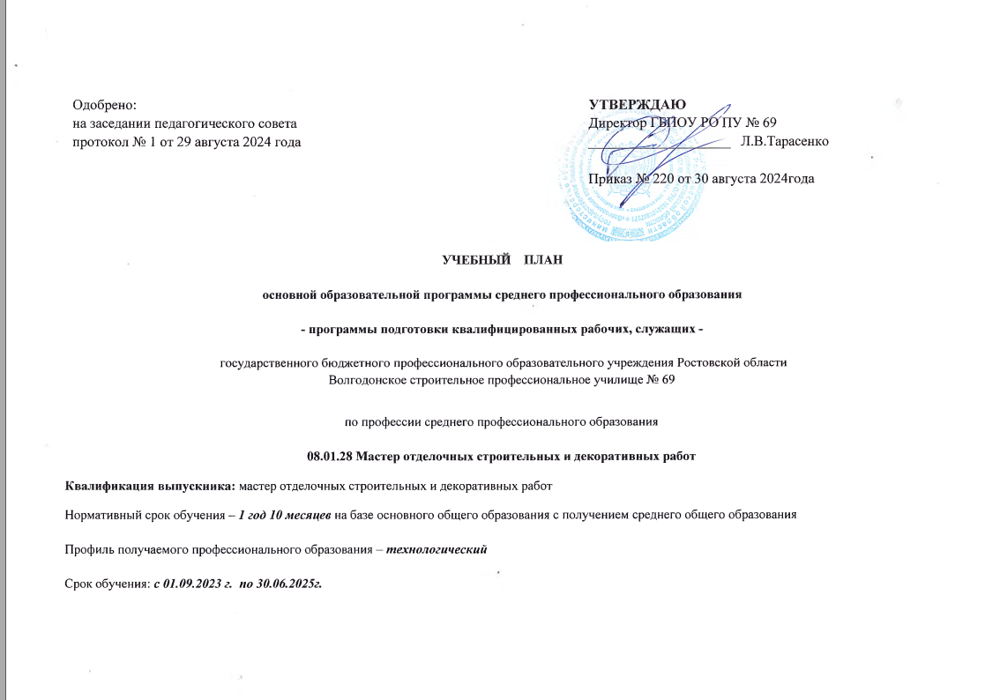 Одобрено:
на заседании педагогического совета
протокол № 1 от 29 августа 2024 года
УТВЕРЖДАЮ
Директор ГБПОУ РО ПУ № 69
____________________ Л.В.Тарасенко
Приказ № 220 от 30 августа 2024года
УЧЕБНЫЙ ПЛАН
основной образовательной программы среднего профессионального образования
- программы подготовки квалифицированных рабочих, служащих -
государственного бюджетного профессионального образовательного учреждения Ростовской области
Волгодонское строительное профессиональное училище № 69
по профессии среднего профессионального образования
08.01.28 Мастер отделочных строительных и декоративных работ
Квалификация выпускника: мастер отделочных строительных и декоративных работ
Нормативный срок обучения – 1 год 10 месяцев на базе основного общего образования с получением среднего общего образования
Профиль получаемого профессионального образования – технологический
Срок обучения: с 01.09.2023 г. по 30.06.2025г.